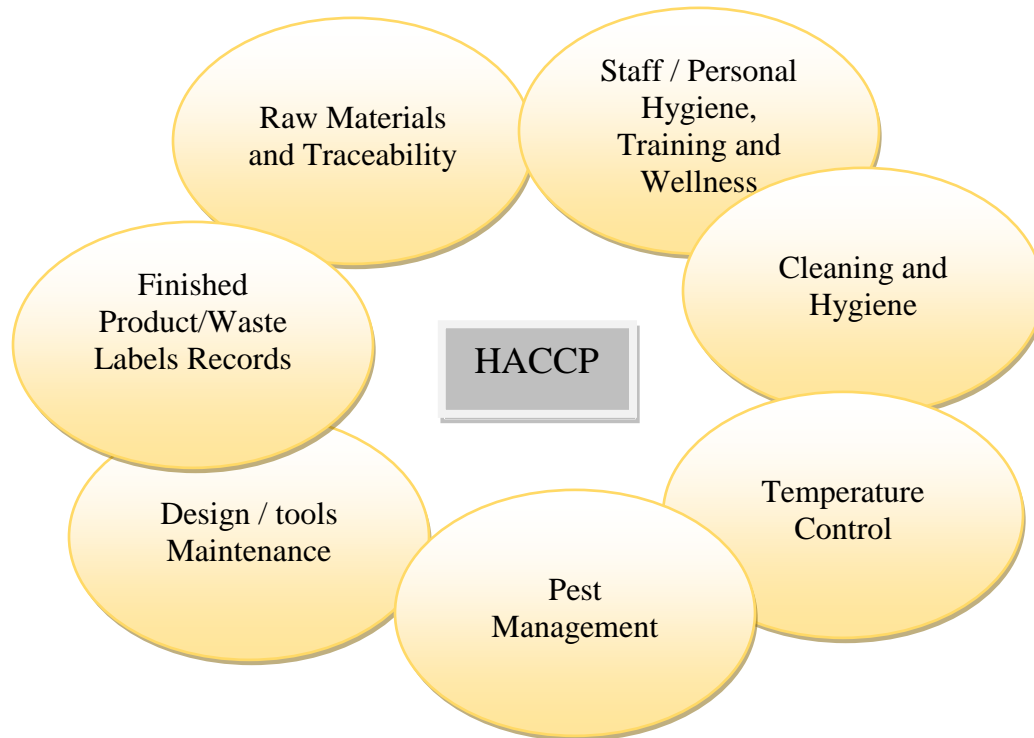 Raw Materials
and Traceability
Staff / Personal
Hygiene,
Training and
Wellness
Cleaning and
Hygiene
Finished
Product/Waste
Labels Records
HACCP
Temperature
Control
Design / tools
Maintenance
Pest
Management